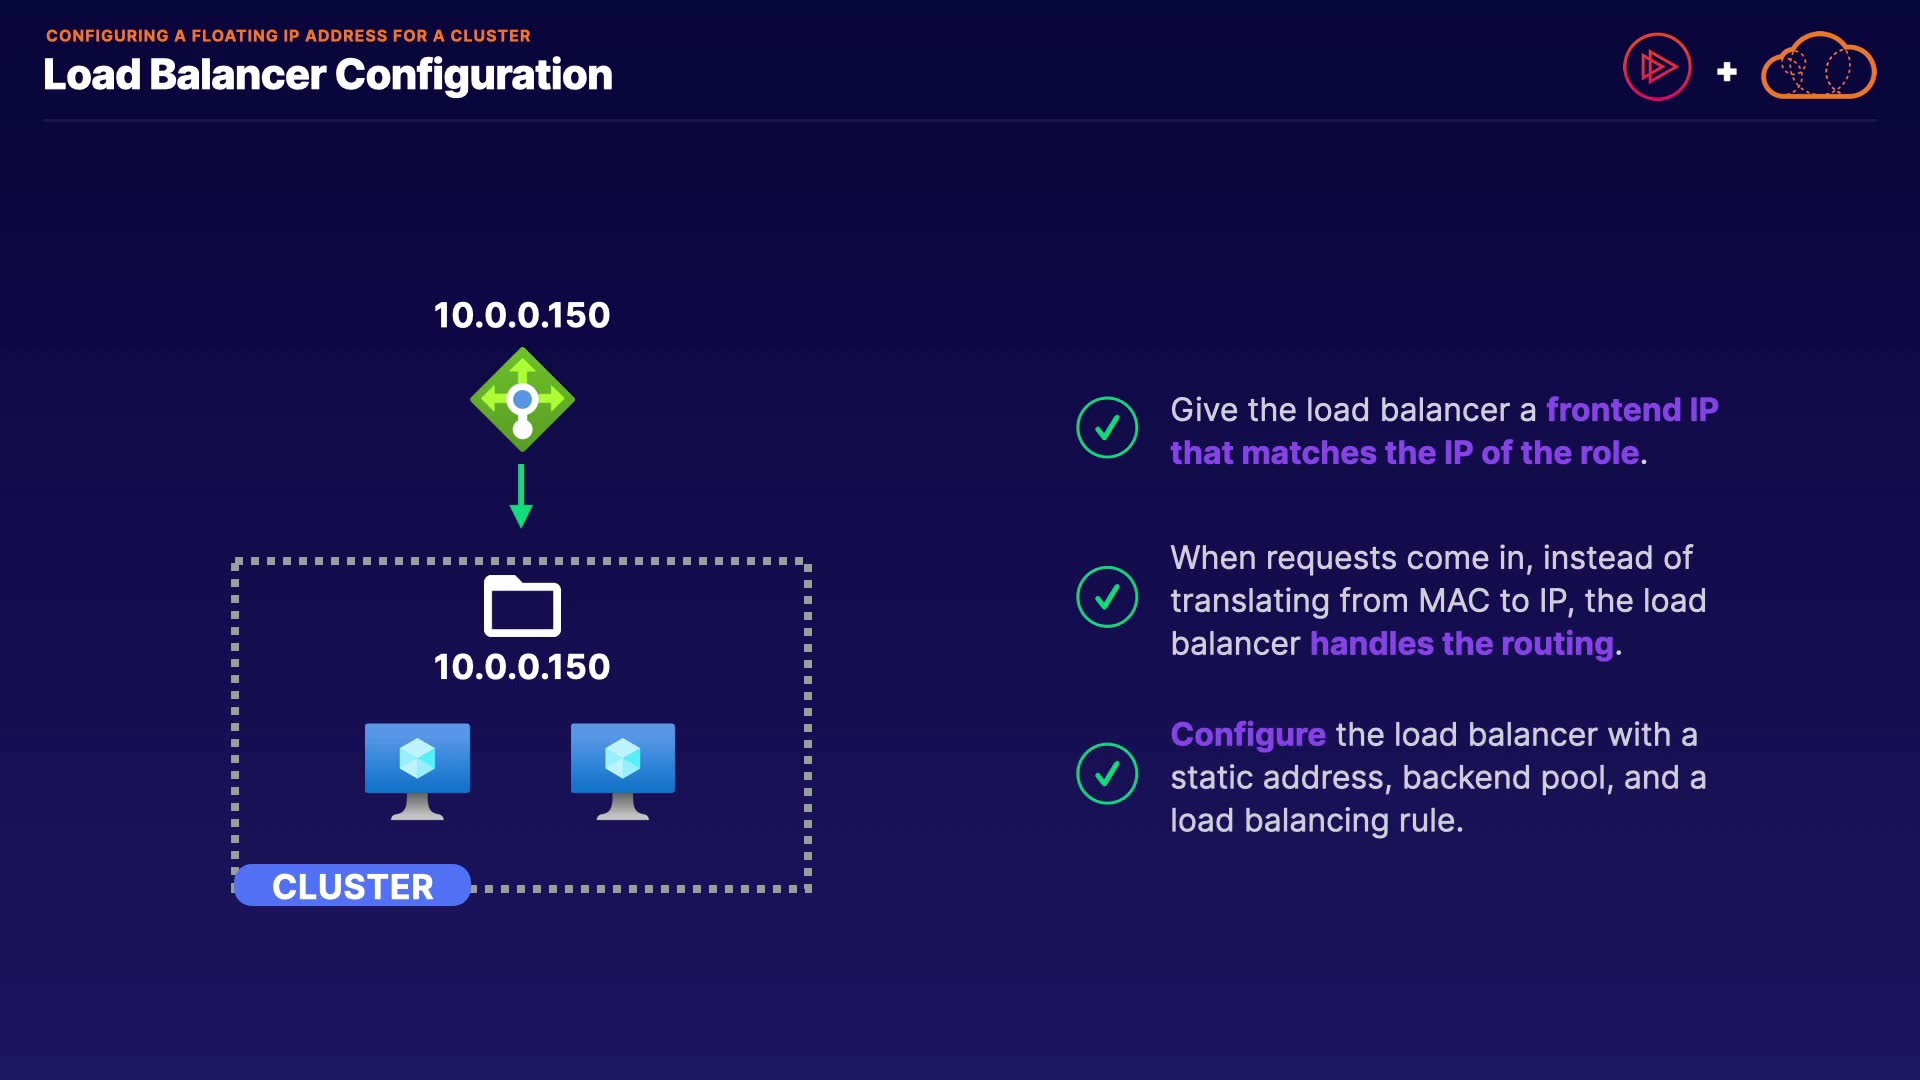 CONFIGURING A FLOATING IP ADDRESS FOR A CLUSTER
Load Balancer Configuration
10.0.0.150
10.0.0.150
CLUSTER
Give the load balancer a frontend IP
that matches the IP of the role.
When requests come in, instead of
translating from MAC to IP, the load
balancer handles the routing.
Configure the load balancer with a
static address, backend pool, and a
load balancing rule.